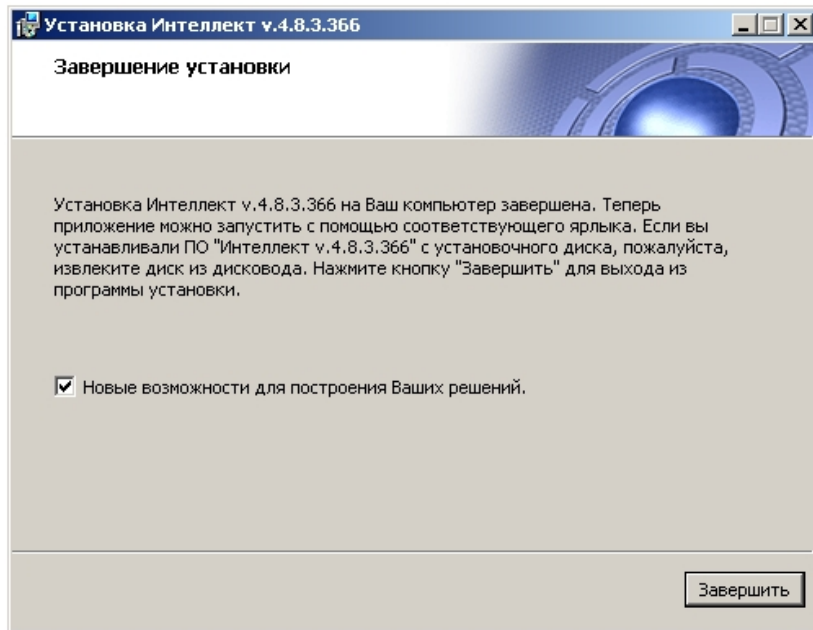 Установка Интеллект v.4.8.3.366
Завершение установки
Установка Интеллект v.4.8.3.366 на Ваш компьютер завершена. Теперь
приложение можно запустить с помощью соответствующего ярлыка. Если вы
устанавливали ПО "Интеллект v.4.8.3.366" с установочного диска, пожалуйста,
извлеките диск из дисковода. Нажмите кнопку "Завершить" для выхода из
программы установки.
Новые возможности для построения Ваших решений.
Завершить